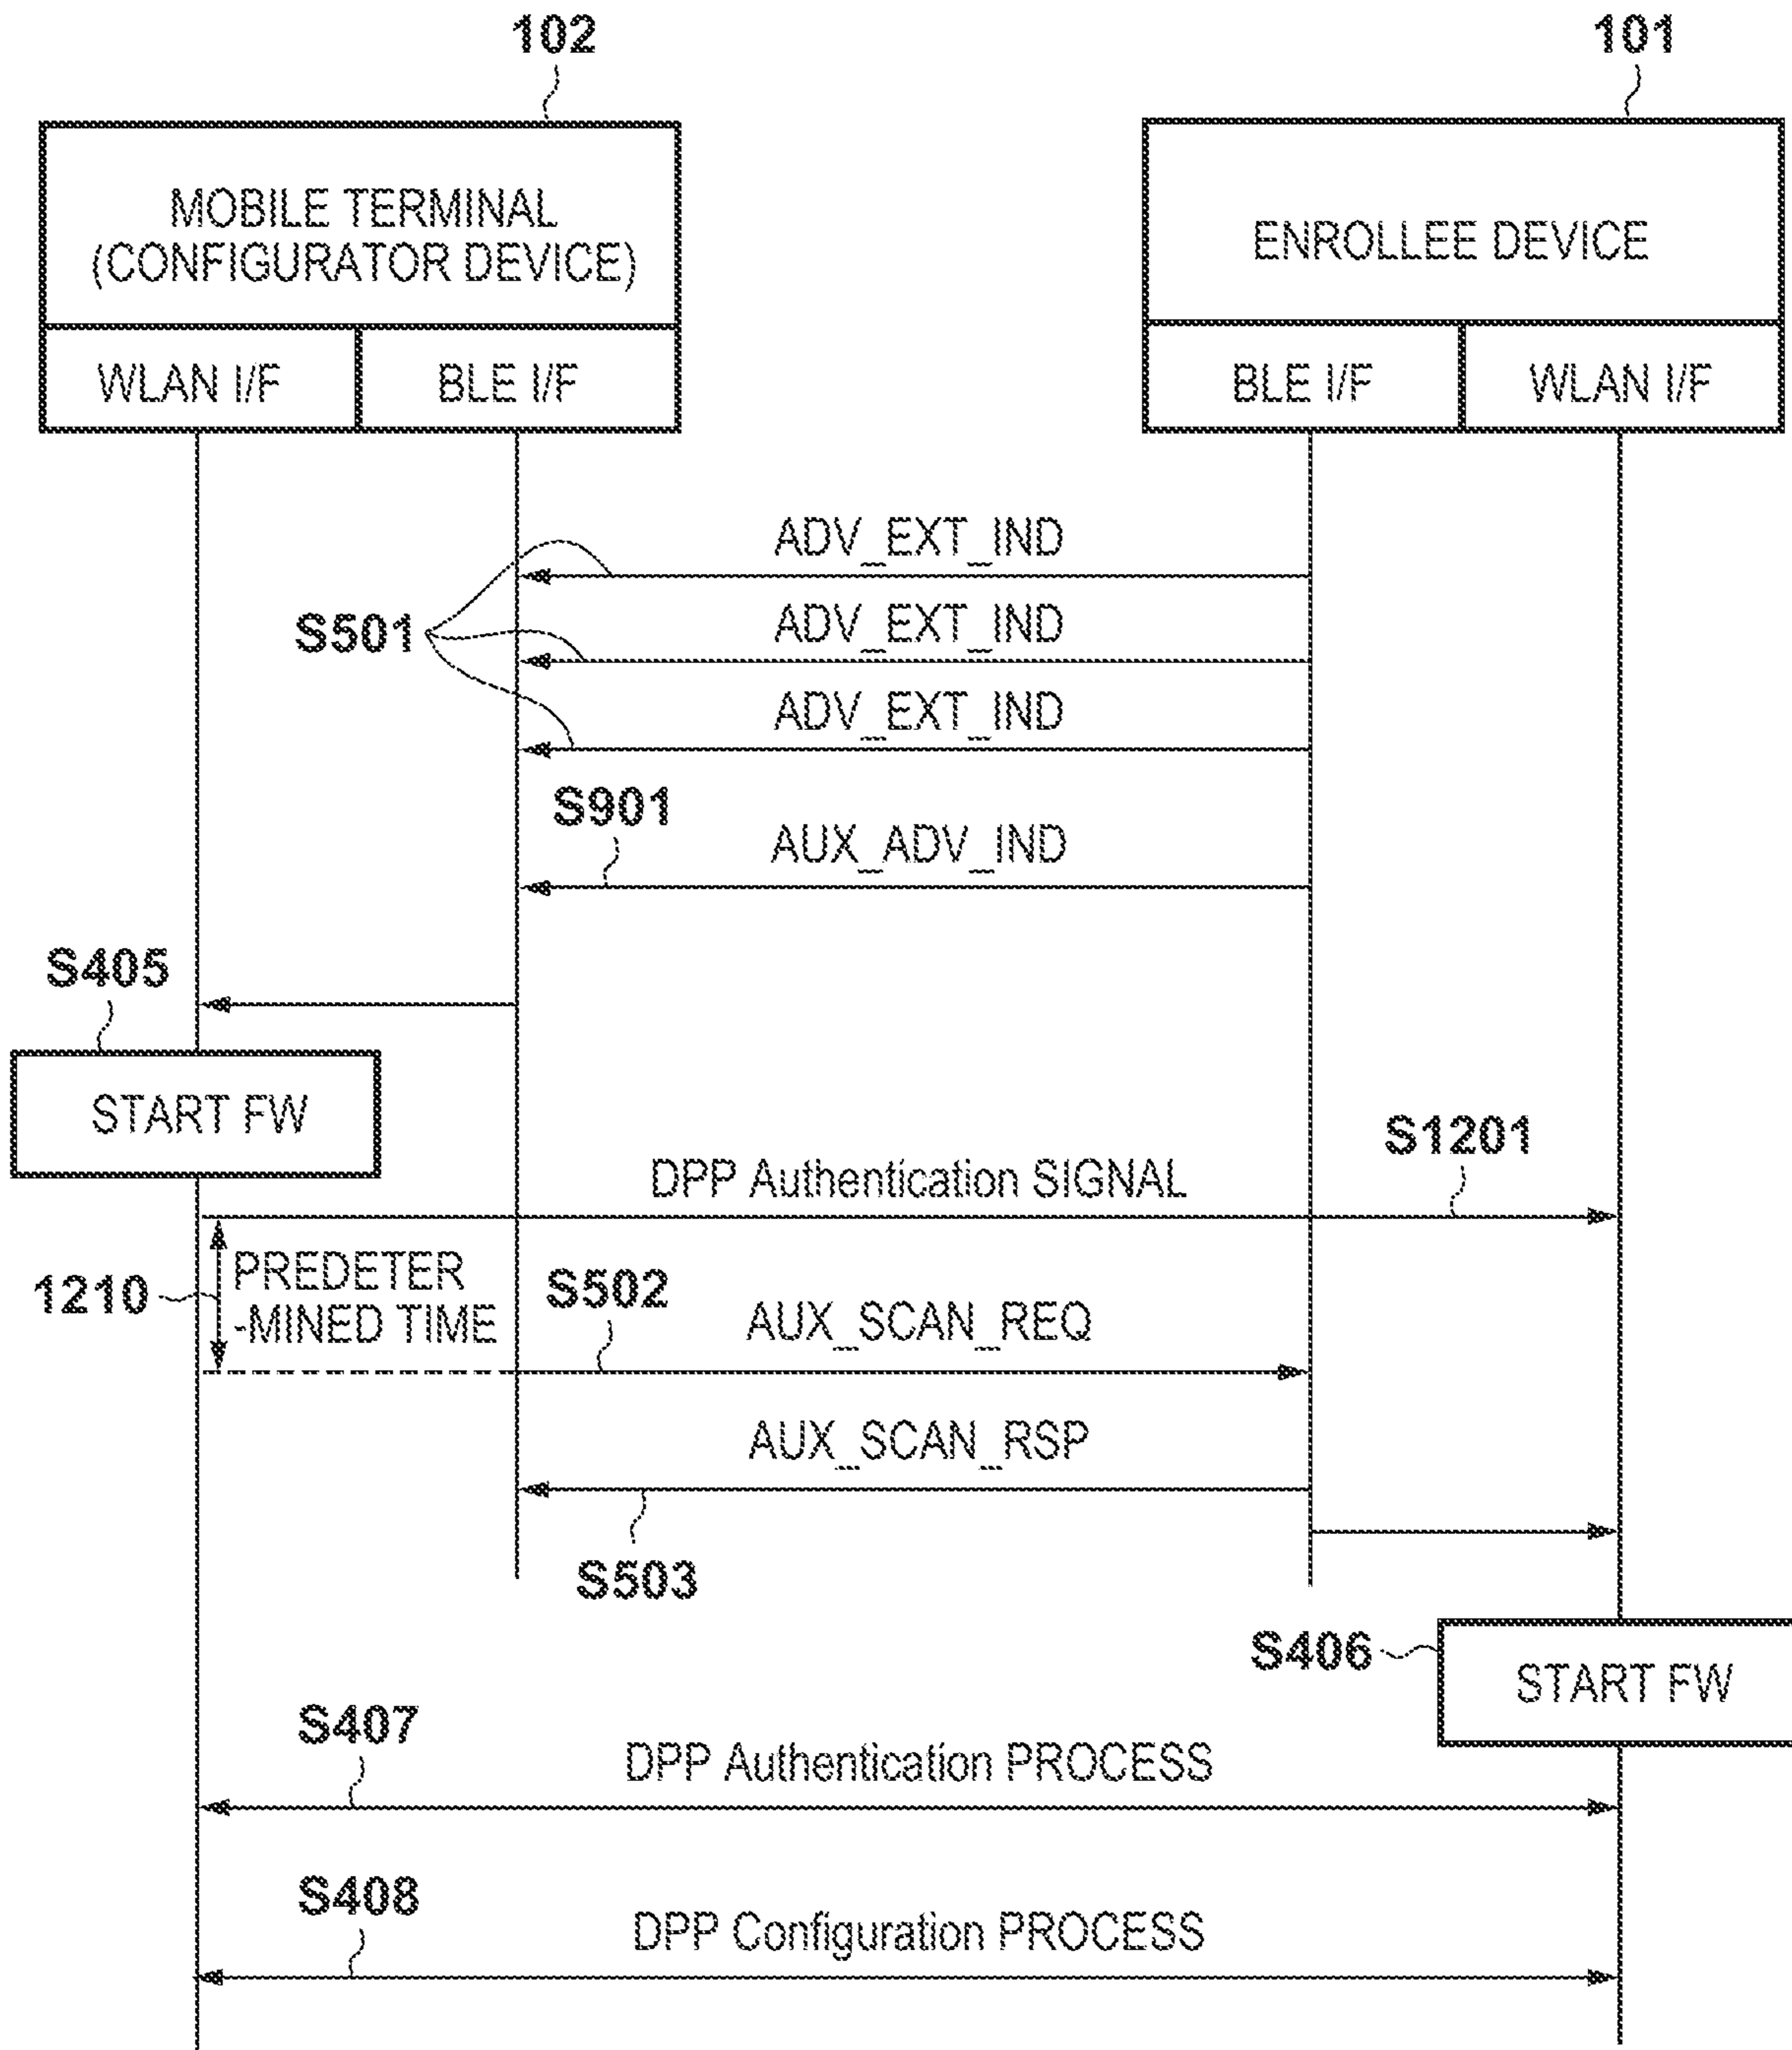 102
101
MOBILE TERMINAL
(CONFIGURATOR DEVICE)
ENROLLEE DEVICE
WLAN I/F
BLE I/F
BLE I/F
WLAN I/F
ADV_EXT_IND
S501
ADV_EXT_IND
ADV_EXT_IND
S901
AUX_ADV_IND
S405
START FW
S1201
DPP Authentication SIGNAL
1210
PREDETER
-MINED TIME
S502
AUX_SCAN_REQ
AUX_SCAN_RSP
S503
S406
START FW
S407
DPP Authentication PROCESS
S408
DPP Configuration PROCESS